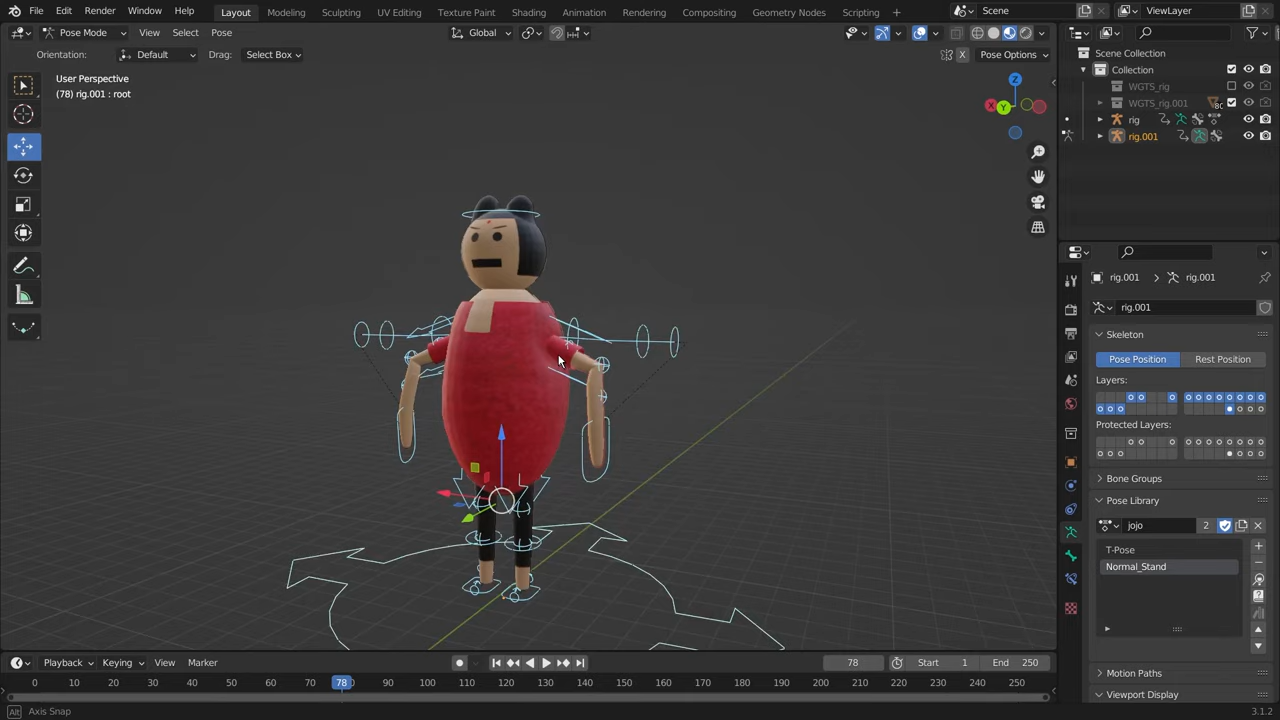 File Edit Render Window Help Layout Modeling Sculpting UV Editing Texture Paint Shading Animation Rendering Compositing Geometry Nodes Scripting Scene ViewLayer
Pose Mode View Select Pose Global
Orientation: Default Drag: Select Box X Pose Options
User Perspective
(78) rig.001 : root
Z
X
Y
Scene Collection
Collection
WGTS_rig
WGTS_rig.001
rig
rig.001
rig.001 rig.001
rig.001
Skeleton
Pose Position Rest Position
Layers:
Protected Layers:
Bone Groups
Pose Library
jojo 2
T-Pose
Normal_Stand
Motion Paths
Viewport Display
Playback Keying View Marker 78 Start 1 End 250
0 10 20 30 40 50 60 70 78 90 100 110 120 130 140 150 160 170 180 190 200 210 220 230 240 250
Alt Axis Snap 3.1.2